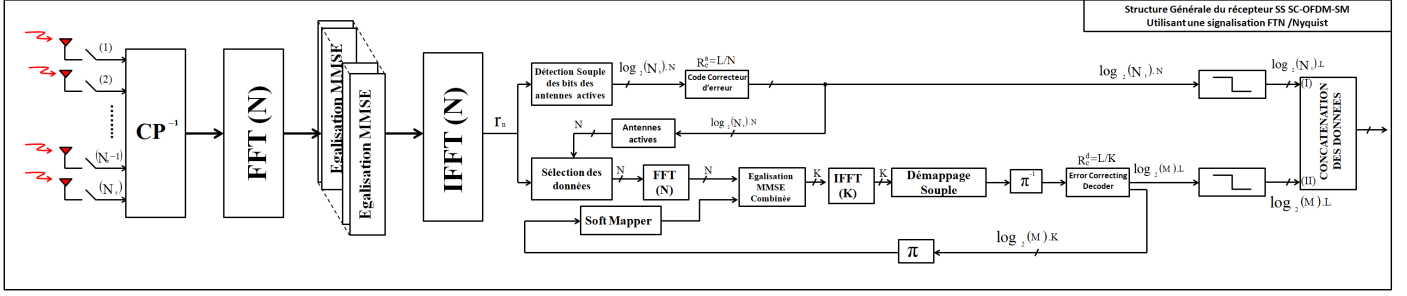 Structure Générale du récepteur SS SC-OFDM-SM
Utilisant une signalisation FTN /Nyquist
(1)
(2)
(Nᵣ-1)
(Nᵣ)
CP⁻¹
FFT (N)
Egalisation MMSE
Egalisation MMSE
IFFT (N)
rₙ
Détection Souple
des bits des
antennes actives
log₂(Nₜ).N
Rᶜᵃ=L/N
Code Correcteur
d'erreur
log₂(Nₜ).N
log₂(Nₜ).L
(I)
N
Antennes
actives
log₂(Nₜ).N
Sélection des
données
N
FFT
(N)
N
Egalisation
MMSE
Combinée
K
IFFT
(K)
K
Démappage
Souple
π⁻¹
Rᶜᵈ=L/K
Error Correcting
Decoder
log₂(M).L
(II)
log₂(M).L
CONCATENATION
DES DONNEES
Soft Mapper
π
log₂(M).K